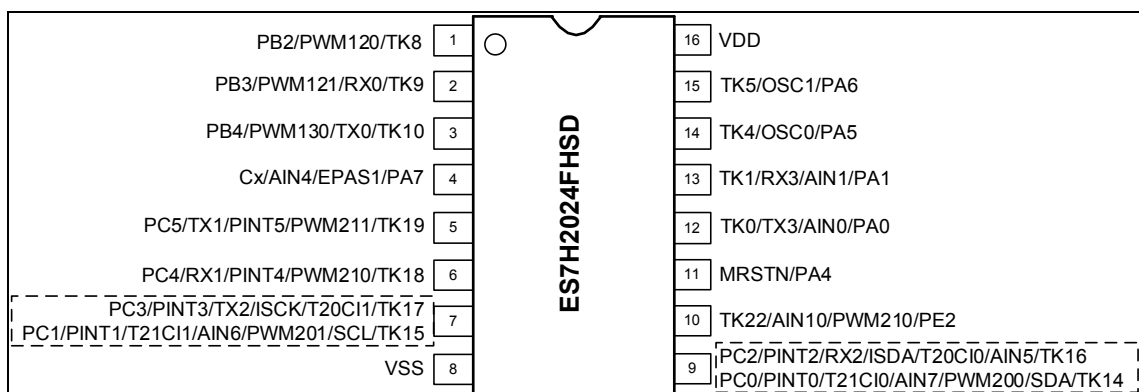 PB2/PWM120/TK8 1
16 VDD
PB3/PWM121/RX0/TK9 2
15 TK5/OSC1/PA6
PB4/PWM130/TX0/TK10 3
14 TK4/OSC0/PA5
Cx/AIN4/EPAS1/PA7 4
13 TK1/RX3/AIN1/PA1
PC5/TX1/PINT5/PWM211/TK19 5
12 TK0/TX3/AIN0/PA0
PC4/RX1/PINT4/PWM210/TK18 6
11 MRSTN/PA4
PC3/PINT3/TX2/ISCK/T20CI1/TK17
PC1/PINT1/T21CI1/AIN6/PWM201/SCL/TK15
7
10 TK22/AIN10/PWM210/PE2
VSS 8
9
PC2/PINT2/RX2/ISDA/T20CI0/AIN5/TK16
PC0/PINT0/T21CI0/AIN7/PWM200/SDA/TK14
ES7H2024FHSD